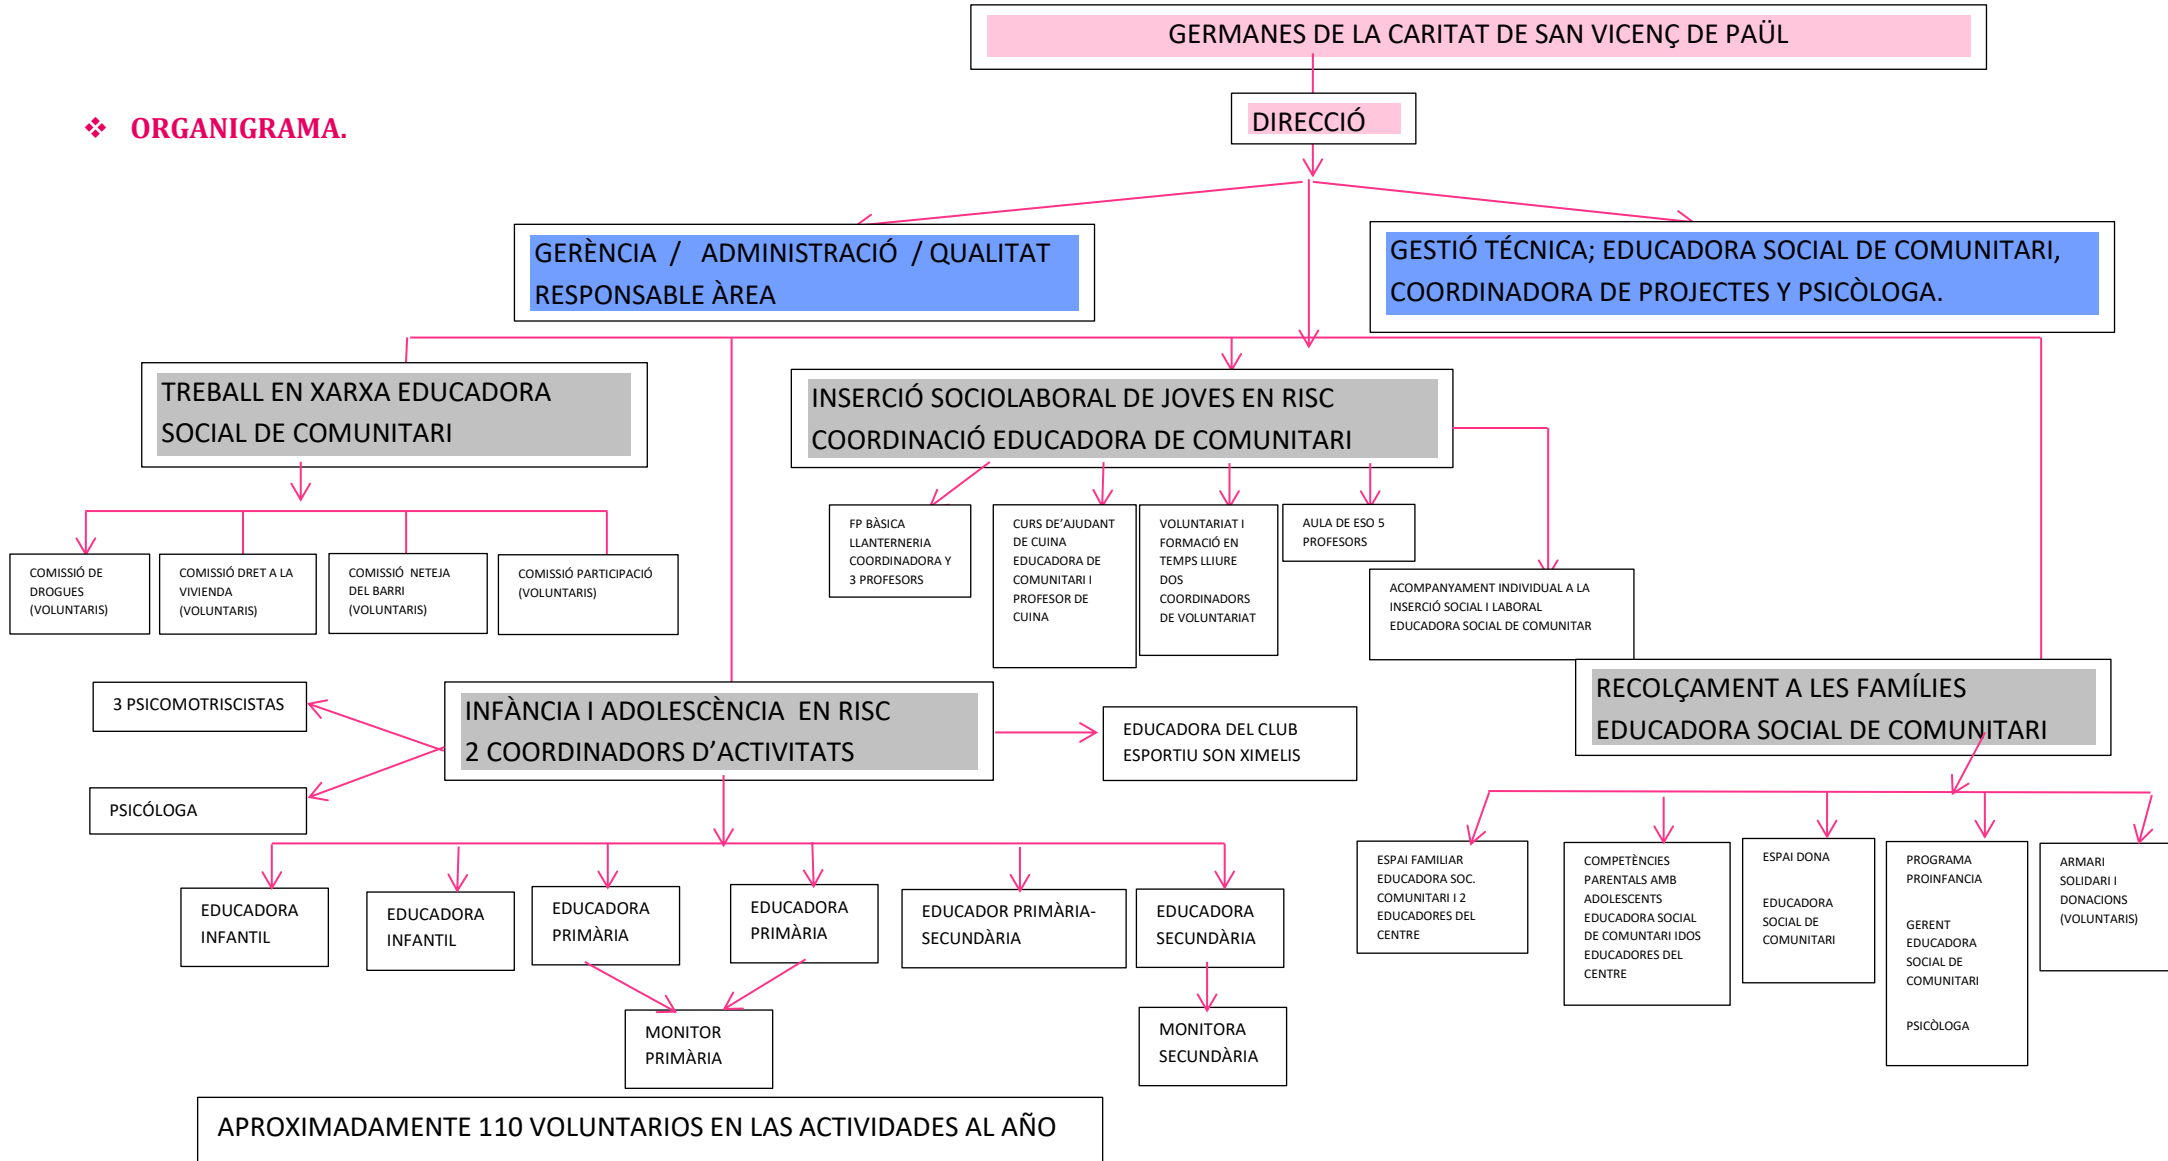 GERMANES DE LA CARITAT DE SAN VICENÇ DE PAÜL
❖ ORGANIGRAMA.
DIRECCIÓ
GERÈNCIA / ADMINISTRACIÓ / QUALITAT
RESPONSABLE ÀREA
GESTIÓ TÉCNICA; EDUCADORA SOCIAL DE COMUNITARI,
COORDINADORA DE PROJECTES Y PSICÒLOGA.
TREBALL EN XARXA EDUCADORA
SOCIAL DE COMUNITARI
INSERCIÓ SOCIOLABORAL DE JOVES EN RISC
COORDINACIÓ EDUCADORA DE COMUNITARI
COMISSIÓ DE
DROGUES
(VOLUNTARIS)
COMISSIÓ DRET A LA
VIVIENDA
(VOLUNTARIS)
COMISSIÓ NETEJA
DEL BARRI
(VOLUNTARIS)
COMISSIÓ PARTICIPACIÓ
(VOLUNTARIS)
FP BÀSICA
LLANTERNERIA
COORDINADORA Y
3 PROFESORS
CURS DE'AJUDANT
DE CUINA
EDUCADORA DE
COMUNITARI I
PROFESOR DE
CUINA
VOLUNTARIAT I
FORMACIÓ EN
TEMPS LLIURE
DOS
COORDINADORS
DE VOLUNTARIAT
AULA DE ESO 5
PROFESORS
ACOMPANYAMENT INDIVIDUAL A LA
INSERCIÓ SOCIAL I LABORAL
EDUCADORA SOCIAL DE COMUNITAR
3 PSICOMOTRISCISTAS
PSICÓLOGA
INFÀNCIA I ADOLESCÈNCIA EN RISC
2 COORDINADORS D'ACTIVITATS
EDUCADORA DEL CLUB
ESPORTIU SON XIMELIS
RECOLÇAMENT A LES FAMÍLIES
EDUCADORA SOCIAL DE COMUNITARI
EDUCADORA
INFANTIL
EDUCADORA
INFANTIL
EDUCADORA
PRIMÀRIA
EDUCADORA
PRIMÀRIA
EDUCADOR PRIMÀRIA-
SECUNDÀRIA
EDUCADORA
SECUNDÀRIA
MONITOR
PRIMÀRIA
MONITORA
SECUNDÀRIA
ESPAI FAMILIAR
EDUCADORA SOC.
COMUNITARI I 2
EDUCADORES DEL
CENTRE
COMPETÈNCIES
PARENTALS AMB
ADOLESCENTS
EDUCADORA SOCIAL
DE COMUNTARI IDOS
EDUCADORES DEL
CENTRE
ESPAI DONA
EDUCADORA
SOCIAL DE
COMUNITARI
PROGRAMA
PROINFANCIA
GERENT
EDUCADORA
SOCIAL DE
COMUNITARI
PSICÒLOGA
ARMARI
SOLIDARI I
DONACIONS
(VOLUNTARIS)
APROXIMADAMENTE 110 VOLUNTARIOS EN LAS ACTIVIDADES AL AÑO